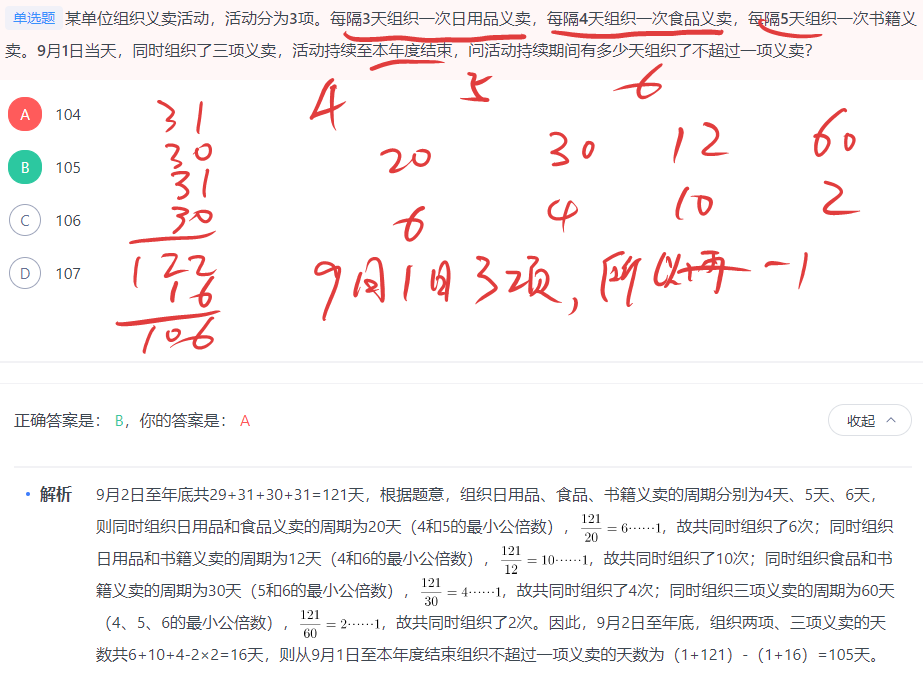 单选题 某单位组织义卖活动，活动分为3项。每隔3天组织一次日用品义卖，每隔4天组织一次食品义卖，每隔5天组织一次书籍义
卖。9月1日当天，同时组织了三项义卖，活动持续至本年度结束，问活动持续期间有多少天组织了不超过一项义卖？
4 5 6
A 104
B 105
C 106
D 107
31
30
31
30
122
16
106
20 30 12 60
6 4 10 2
9月1日3项，所以再-1
正确答案是： B，你的答案是： A
收起
• 解析 9月2日至年底共29+31+30+31=121天，根据题意，组织日用品、食品、书籍义卖的周期分别为4天、5天、6天，
则同时组织日用品和食品义卖的周期为20天（4和5的最小公倍数），121/20=6……1，故共同时组织了6次；同时组织
日用品和书籍义卖的周期为12天（4和6的最小公倍数），121/12=10……1，故共同时组织了10次；同时组织食品和书
籍义卖的周期为30天（5和6的最小公倍数），121/30=4……1，故共同时组织了4次；同时组织三项义卖的周期为60天
（4、5、6的最小公倍数），121/60=2……1，故共同时组织了2次。因此，9月2日至年底，组织两项、三项义卖的天
数共6+10+4-2×2=16天，则从9月1日至本年度结束组织不超过一项义卖的天数为（1+121）-（1+16）=105天。